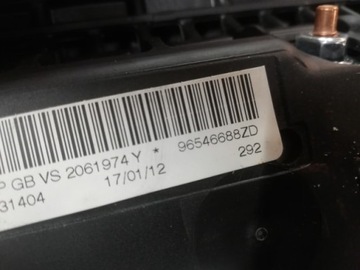 P GB VS 2061974 Y * 96546688ZD
31404 17/01/12 292